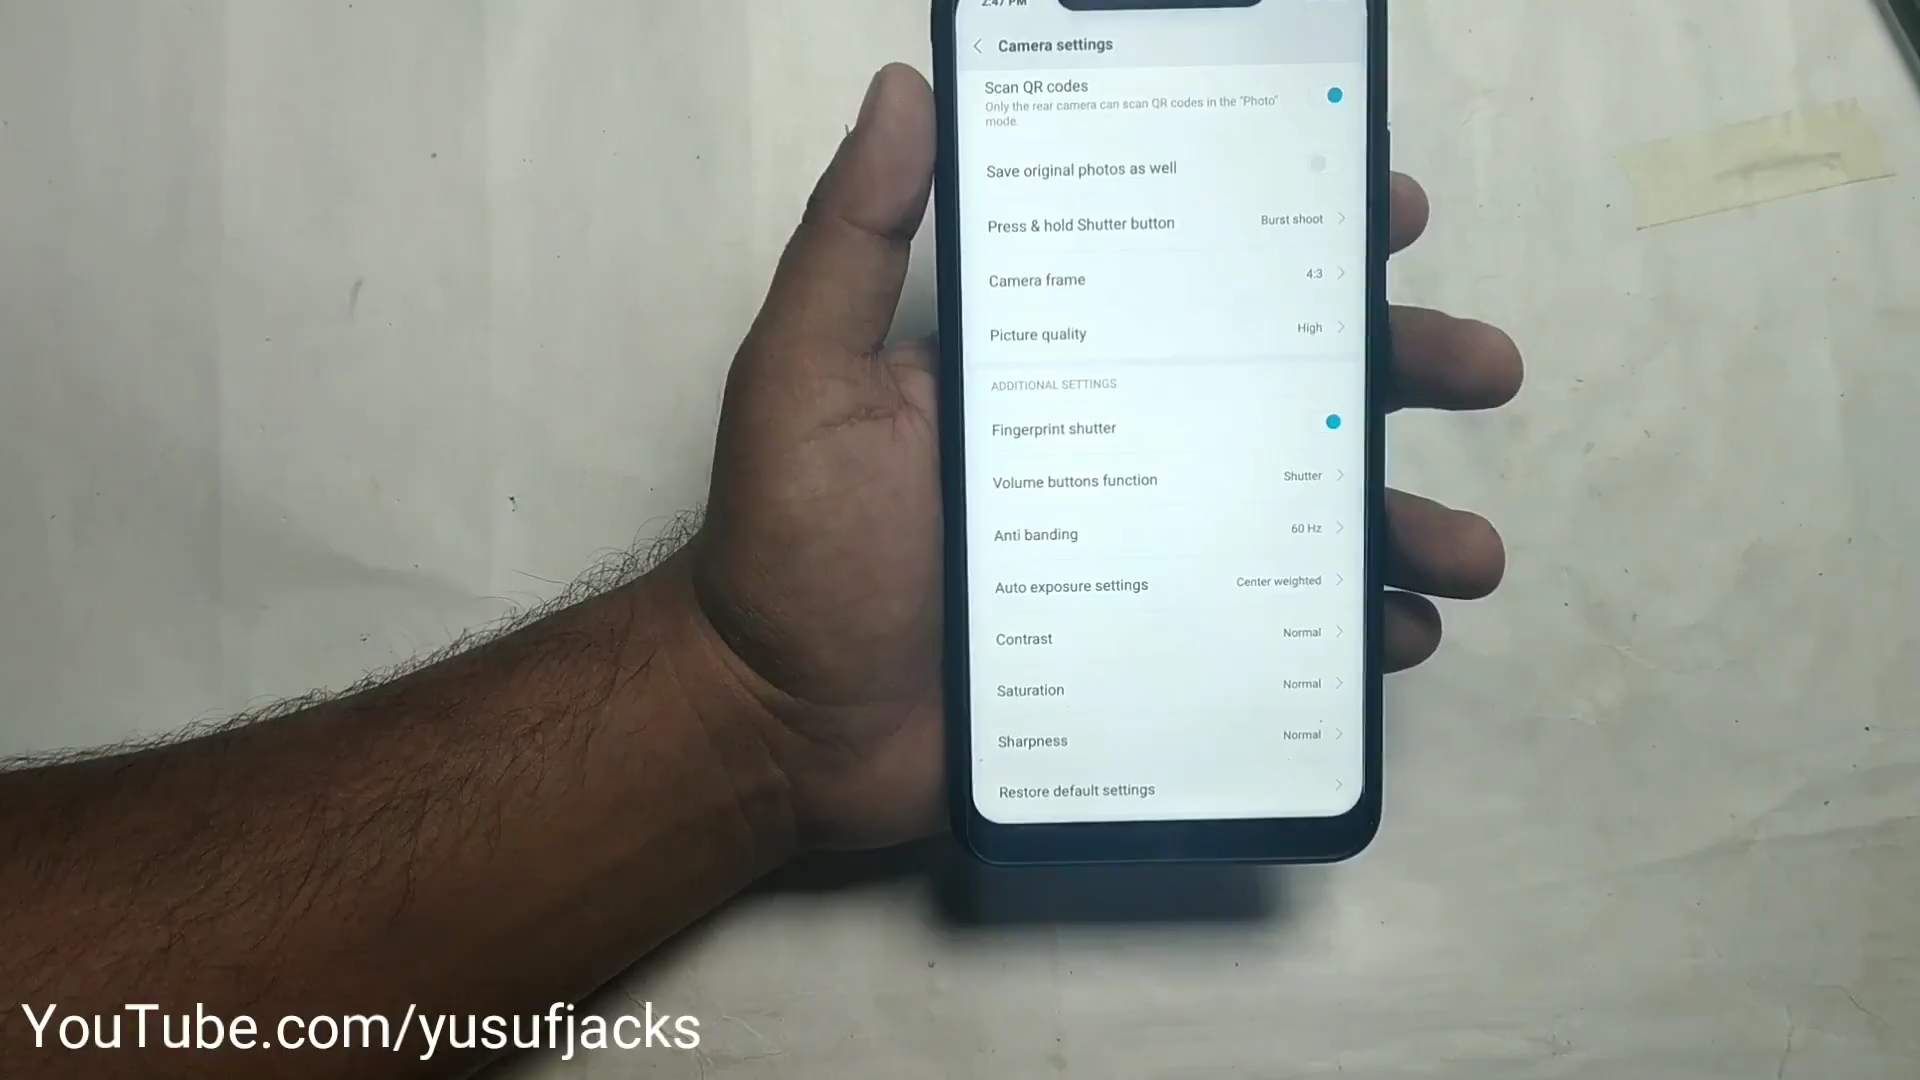 2:47 PM
Camera settings
Scan QR codes
Only the rear camera can scan QR codes in the "Photo"
mode.
Save original photos as well
Press & hold Shutter button Burst shoot
Camera frame 4:3
Picture quality High
ADDITIONAL SETTINGS
Fingerprint shutter
Volume buttons function Shutter
Anti banding 60 Hz
Auto exposure settings Center weighted
Contrast Normal
Saturation Normal
Sharpness Normal
Restore default settings
YouTube.com/yusufjacks